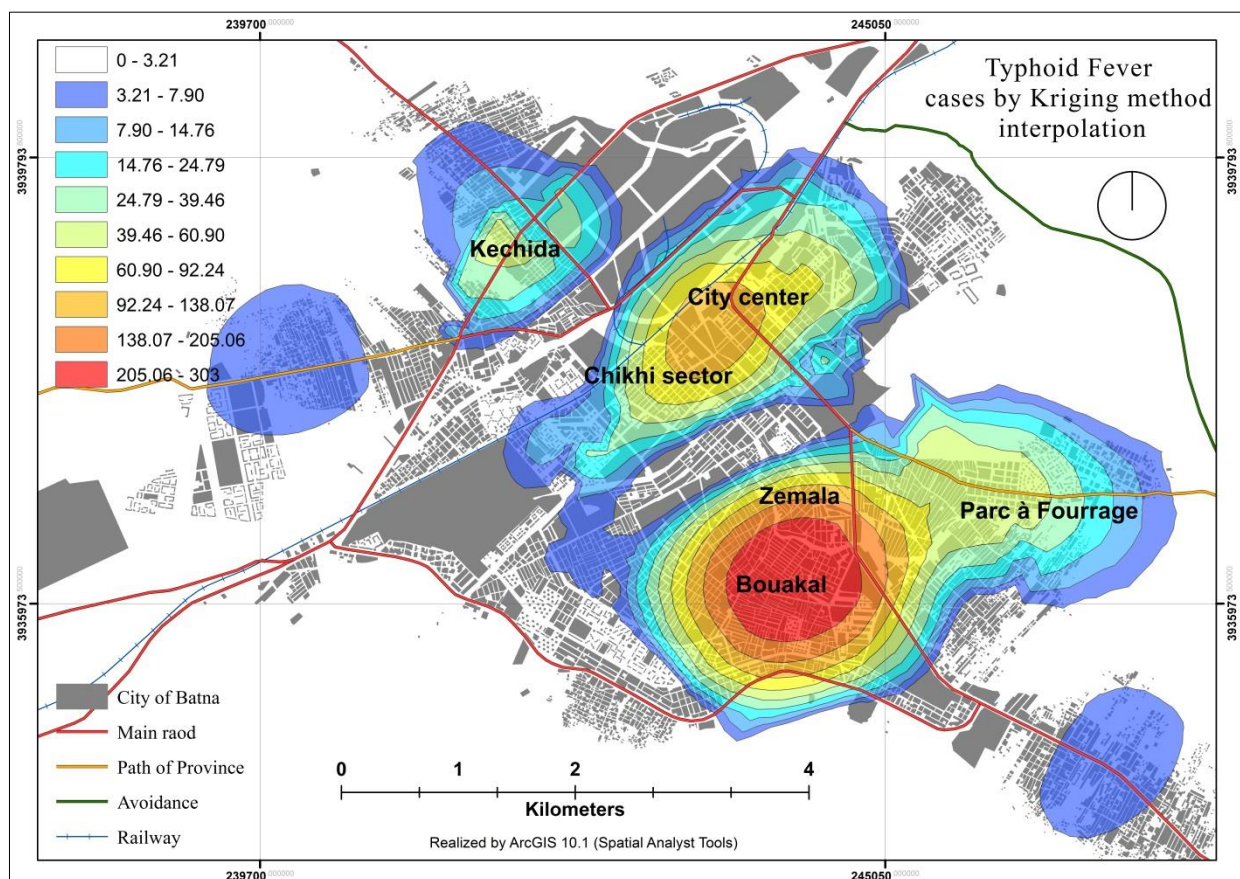 239700.000000
245050.000000
0 - 3.21
3.21 - 7.90
7.90 - 14.76
14.76 - 24.79
24.79 - 39.46
39.46 - 60.90
60.90 - 92.24
92.24 - 138.07
138.07 - 205.06
205.06 - 303
Typhoid Fever
cases by Kriging method
interpolation
3939793
3939793
Kechida
City center
Chikhi sector
Zemala
Parc à Fourrage
Bouakal
3935973
3935973
City of Batna
Main raod
Path of Province
Avoidance
Railway
0 1 2 4
Kilometers
Realized by ArcGIS 10.1 (Spatial Analyst Tools)
239700.000000
245050.000000